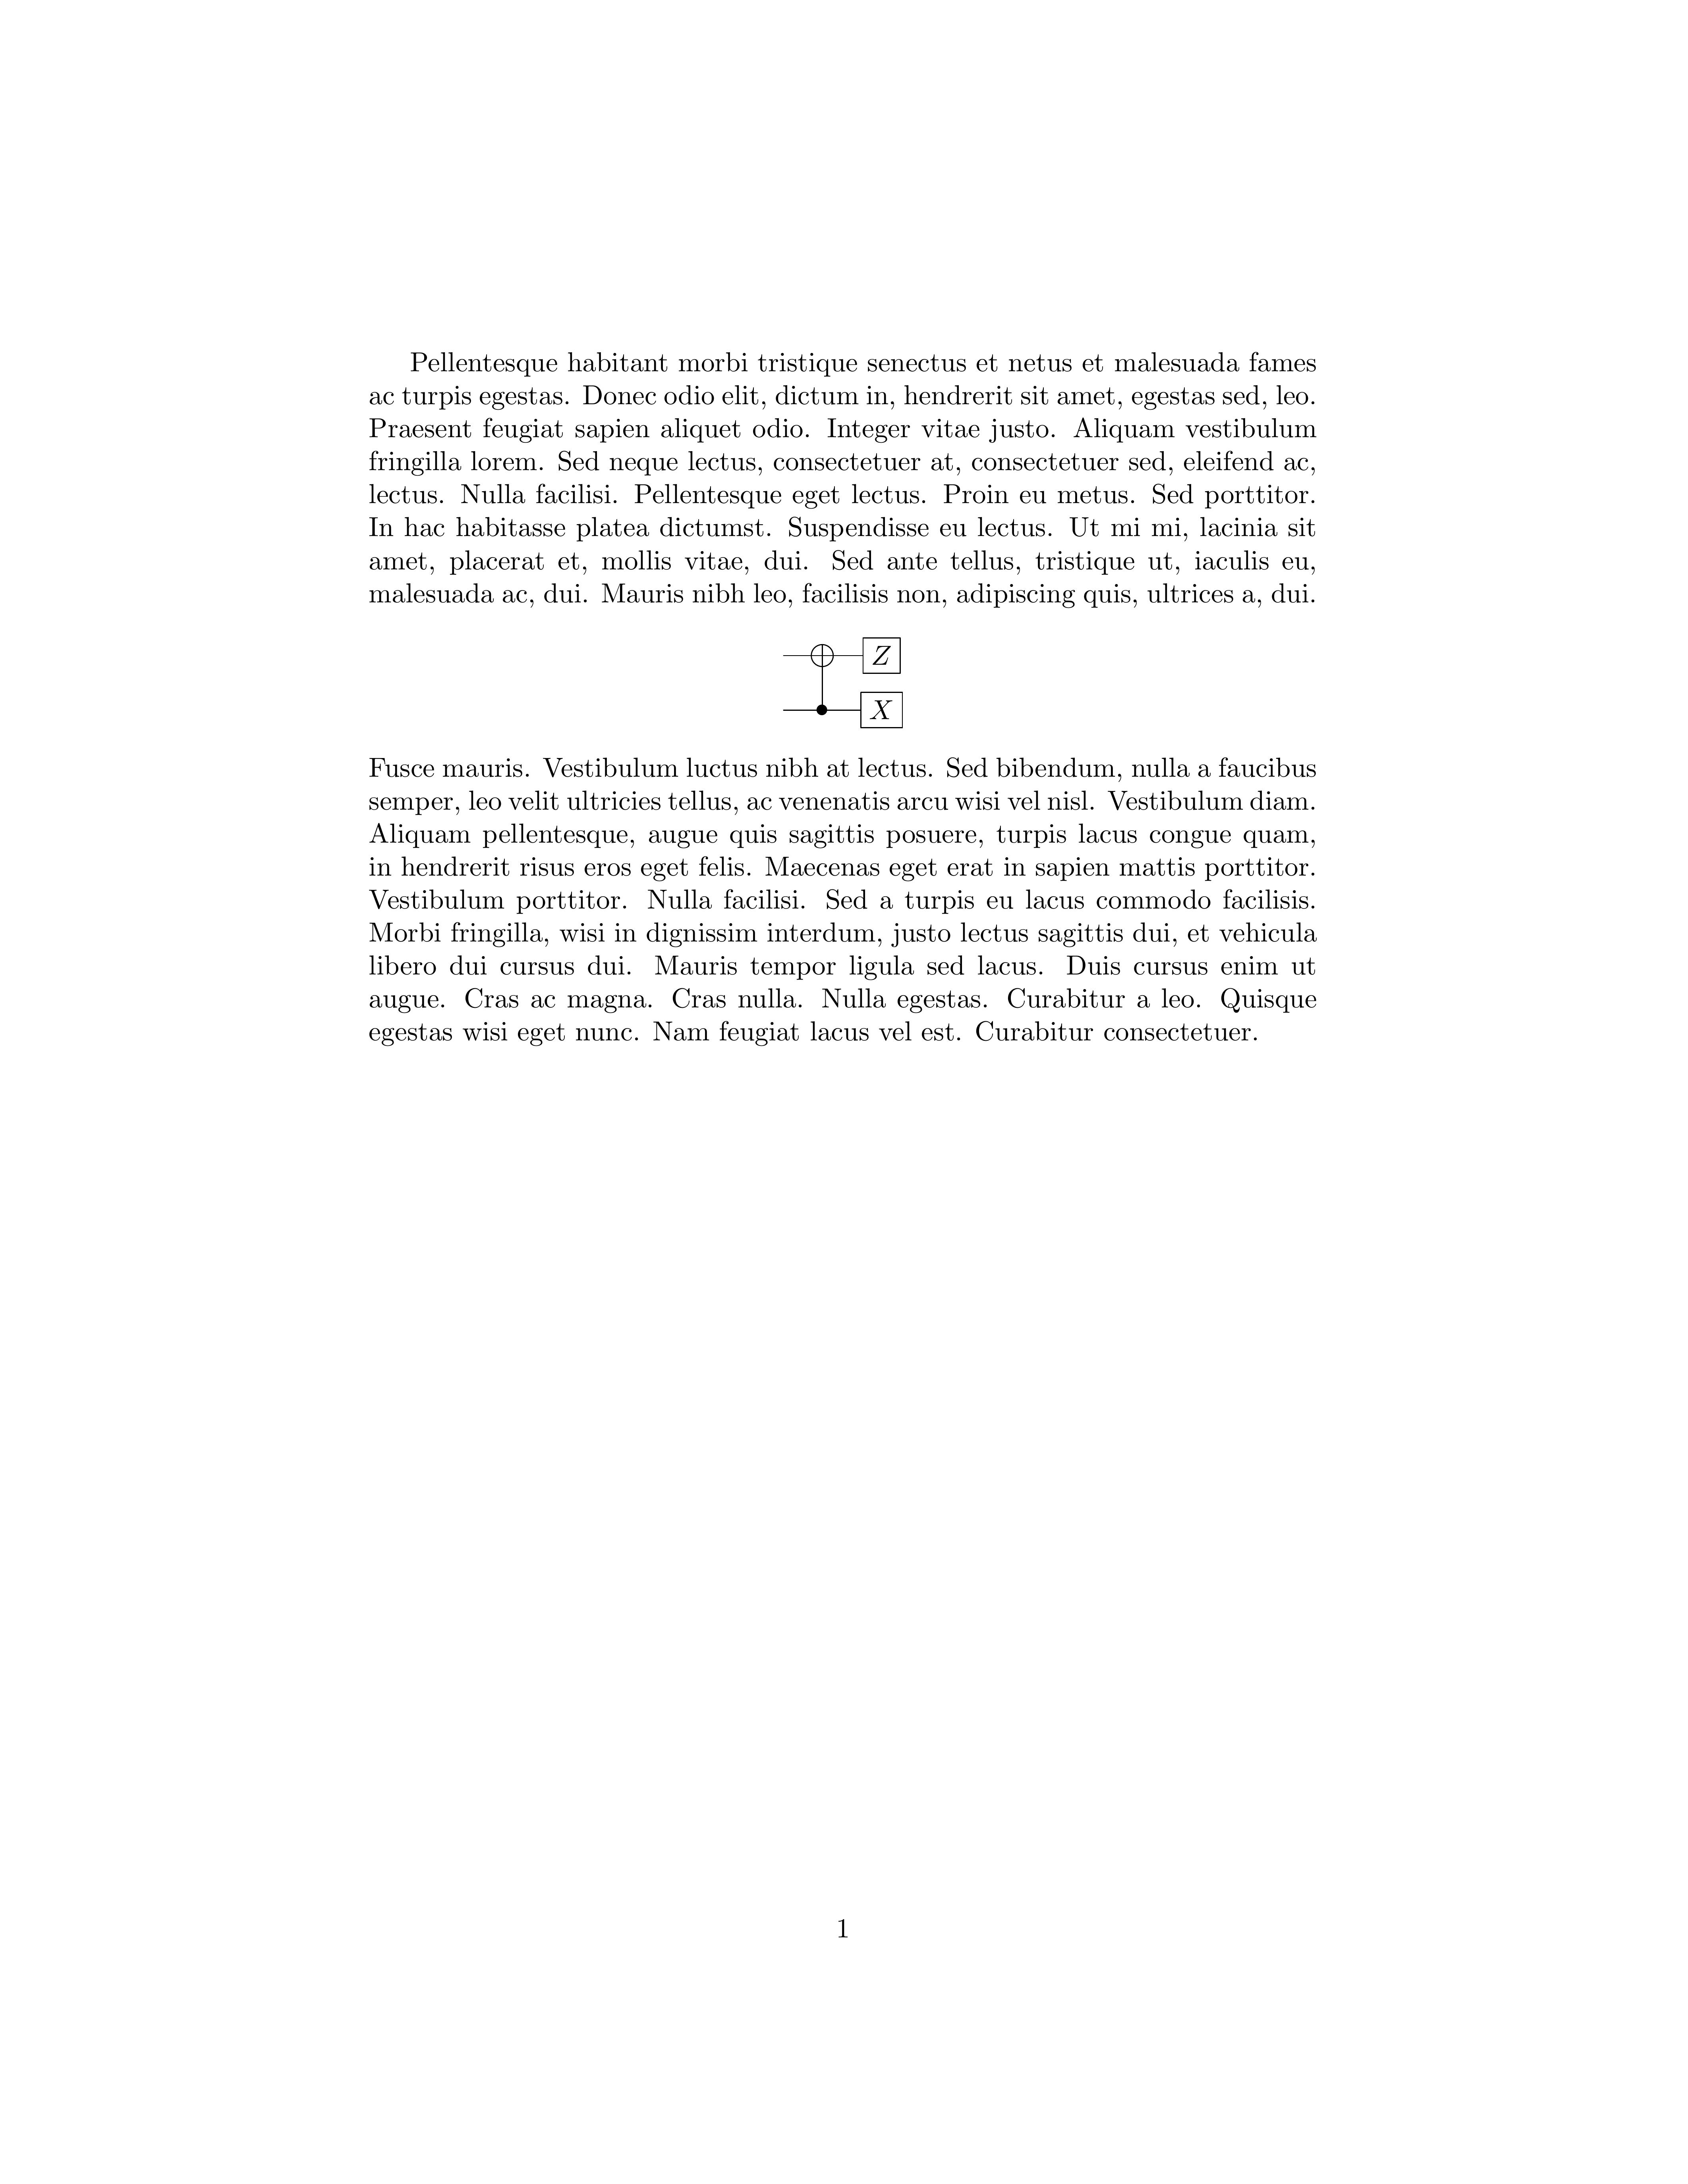 Pellentesque habitant morbi tristique senectus et netus et malesuada fames
ac turpis egestas. Donec odio elit, dictum in, hendrerit sit amet, egestas sed, leo.
Praesent feugiat sapien aliquet odio. Integer vitae justo. Aliquam vestibulum
fringilla lorem. Sed neque lectus, consectetuer at, consectetuer sed, eleifend ac,
lectus. Nulla facilisi. Pellentesque eget lectus. Proin eu metus. Sed porttitor.
In hac habitasse platea dictumst. Suspendisse eu lectus. Ut mi mi, lacinia sit
amet, placerat et, mollis vitae, dui. Sed ante tellus, tristique ut, iaculis eu,
malesuada ac, dui. Mauris nibh leo, facilisis non, adipiscing quis, ultrices a, dui.
Z
X
Fusce mauris. Vestibulum luctus nibh at lectus. Sed bibendum, nulla a faucibus
semper, leo velit ultricies tellus, ac venenatis arcu wisi vel nisl. Vestibulum diam.
Aliquam pellentesque, augue quis sagittis posuere, turpis lacus congue quam,
in hendrerit risus eros eget felis. Maecenas eget erat in sapien mattis porttitor.
Vestibulum porttitor. Nulla facilisi. Sed a turpis eu lacus commodo facilisis.
Morbi fringilla, wisi in dignissim interdum, justo lectus sagittis dui, et vehicula
libero dui cursus dui. Mauris tempor ligula sed lacus. Duis cursus enim ut
augue. Cras ac magna. Cras nulla. Nulla egestas. Curabitur a leo. Quisque
egestas wisi eget nunc. Nam feugiat lacus vel est. Curabitur consectetuer.
1